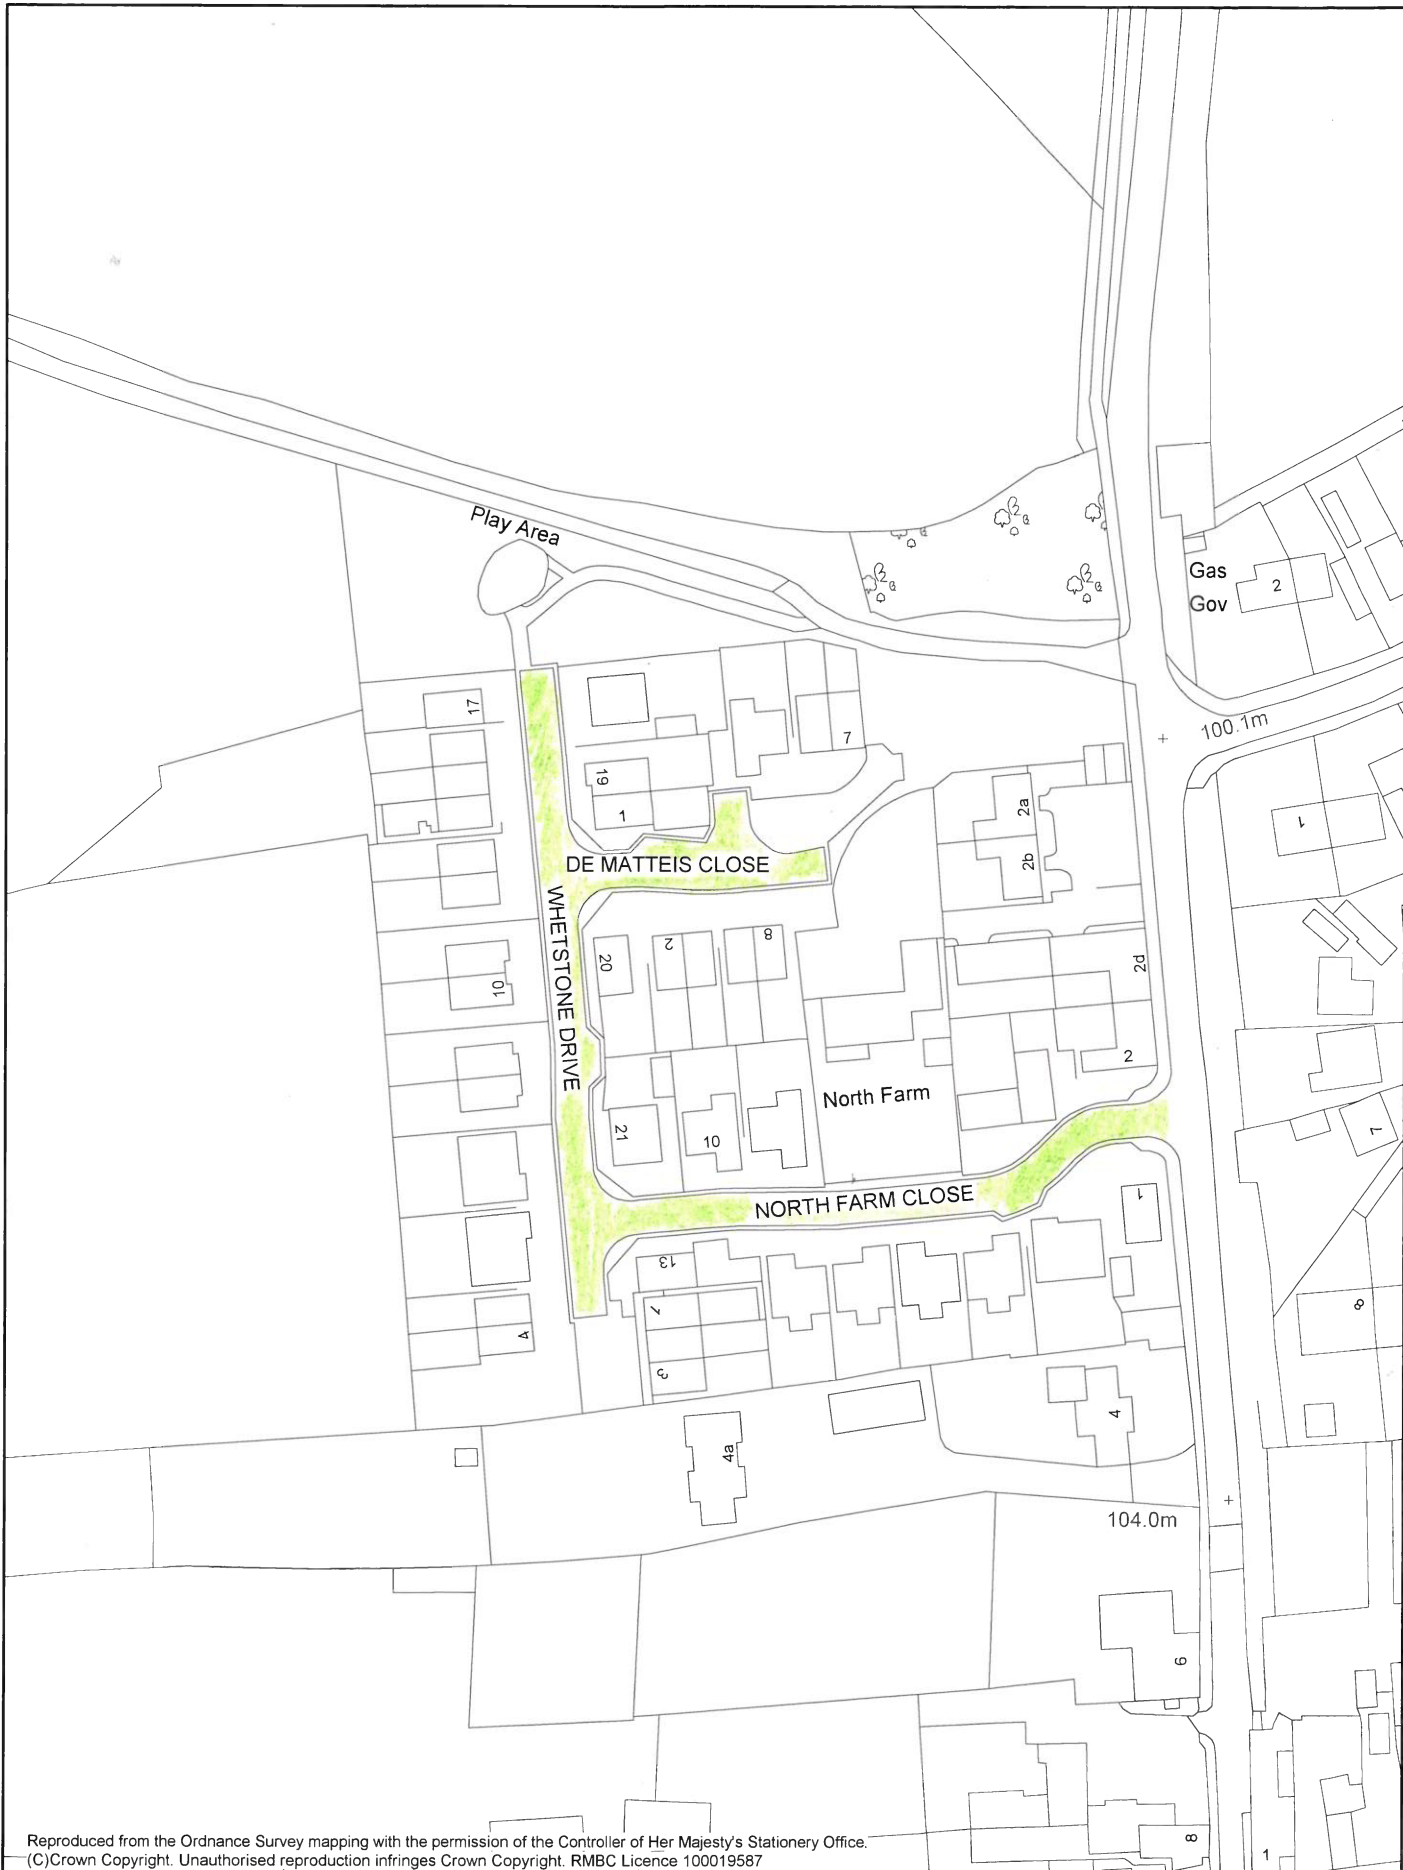 Play Area
Gas
Gov
2
17
7
100.1m
19
1
2a
1
DE MATTEIS CLOSE
2b
WHETSTONE DRIVE
20
2
8
2d
10
2
North Farm
21
10
7
NORTH FARM CLOSE
1
13
7
8
4
3
4
4a
104.0m
6
8
1
Reproduced from the Ordnance Survey mapping with the permission of the Controller of Her Majesty's Stationery Office.
(C)Crown Copyright. Unauthorised reproduction infringes Crown Copyright. RMBC Licence 100019587